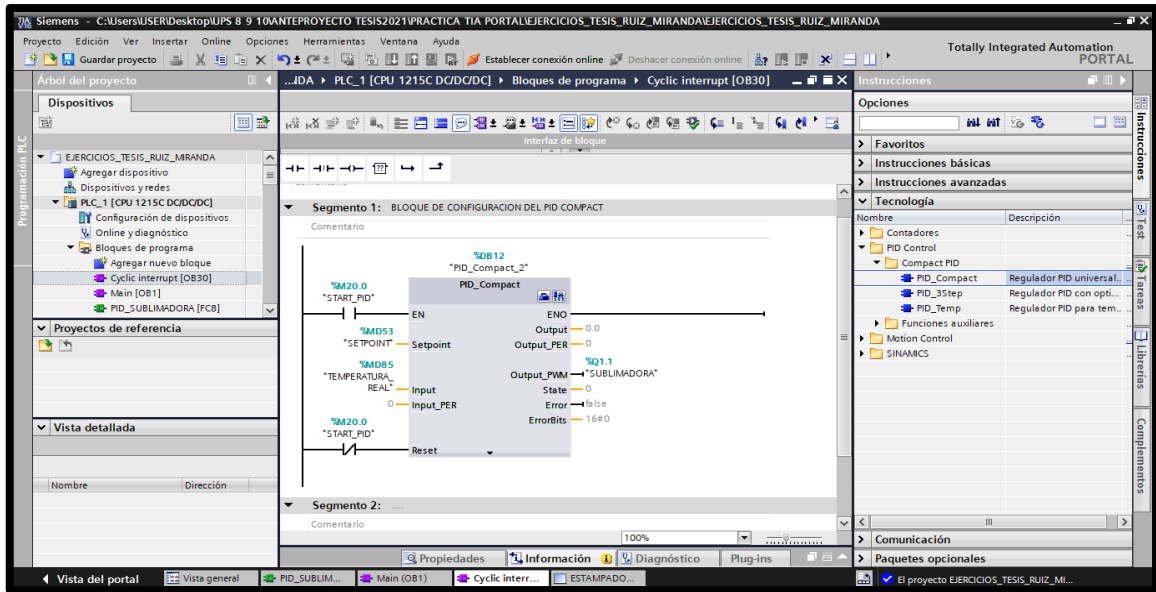 Siemens - C:\Users\USER\Desktop\UPS 8 9 10\ANTEPROYECTO TESIS2021\PRACTICA TIA PORTAL\EJERCICIOS_TESIS_RUIZ_MIRANDA\EJERCICIOS_TESIS_RUIZ_MIRANDA
Proyecto Edición Ver Insertar Online Opciones Herramientas Ventana Ayuda
Totally Integrated Automation
PORTAL
Guardar proyecto
Establecer conexión online
Deshacer conexión online
Árbol del proyecto
...IDA PLC_1 [CPU 1215C DC/DC/DC] Bloques de programa Cyclic interrupt [OB30]
Instrucciones
Dispositivos
Opciones
Programación PLC
EJERCICIOS_TESIS_RUIZ_MIRANDA
Agregar dispositivo
Dispositivos y redes
PLC_1 [CPU 1215C DC/DC/DC]
Configuración de dispositivos
Online y diagnóstico
Bloques de programa
Agregar nuevo bloque
Cyclic interrupt [OB30]
Main [OB1]
PID_SUBLIMADORA [FC8]
Proyectos de referencia
Vista detallada
Nombre Dirección
Interfaz de bloque
Comentario
Segmento 1: BLOQUE DE CONFIGURACION DEL PID COMPACT
Comentario
%DB12
"PID_Compact_2"
PID_Compact
%M20.0
"START_PID"
EN ENO
Output 0.0
%MD53
"SETPOINT" Setpoint
Output_PER 0
%Q1.1
%MD85
Output_PWM "SUBLIMADORA"
"TEMPERATURA_
REAL" Input
State 0
0 Input_PER
Error false
ErrorBits 16#0
%M20.0
"START_PID"
Reset
Segmento 2: .....
Comentario
100%
Propiedades Información Diagnóstico Plug-ins
Favoritos
Instrucciones básicas
Instrucciones avanzadas
Tecnología
Nombre Descripción
Contadores
PID Control
Compact PID
PID_Compact Regulador PID universal...
PID_3Step Regulador PID con opti...
PID_Temp Regulador PID para tem...
Funciones auxiliares
Motion Control
SINAMICS
Comunicación
Paquetes opcionales
Instrucciones
Test
Tareas
Librerías
Complementos
Vista del portal Vista general PID_SUBLIM... Main (OB1) Cyclic interr... ESTAMPADO...
El proyecto EJERCICIOS_TESIS_RUIZ_MI...